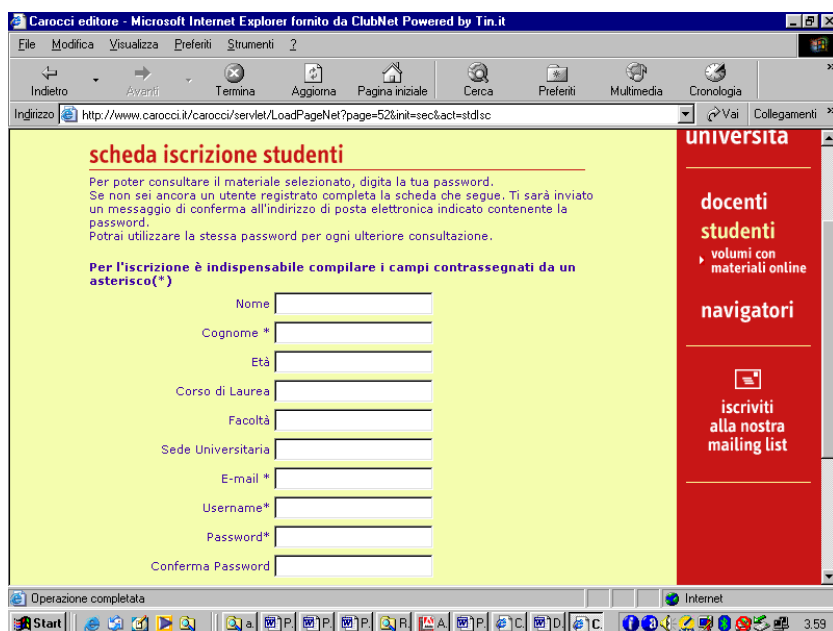 Carocci editore - Microsoft Internet Explorer fornito da ClubNet Powered by Tin.it
File Modifica Visualizza Preferiti Strumenti ?
Indietro Avanti Termina Aggiorna Pagina iniziale Cerca Preferiti Multimedia Cronologia »
Indirizzo http://www.carocci.it/carocci/servlet/LoadPageNet?page=52&init=sec&act=stdIsc Vai Collegamenti »
scheda iscrizione studenti
Per poter consultare il materiale selezionato, digita la tua password.
Se non sei ancora un utente registrato completa la scheda che segue. Ti sarà inviato
un messaggio di conferma all'indirizzo di posta elettronica indicato contenente la
password.
Potrai utilizzare la stessa password per ogni ulteriore consultazione.
Per l'iscrizione è indispensabile compilare i campi contrassegnati da un
asterisco(*)
Nome
Cognome *
Età
Corso di Laurea
Facoltà
Sede Universitaria
E-mail *
Username*
Password*
Conferma Password
università
docenti
studenti
volumi con
materiali online
navigatori
iscriviti
alla nostra
mailing list
Operazione completata Internet
Start a. P. P. P. R. A. P. C. D. C. 3.59